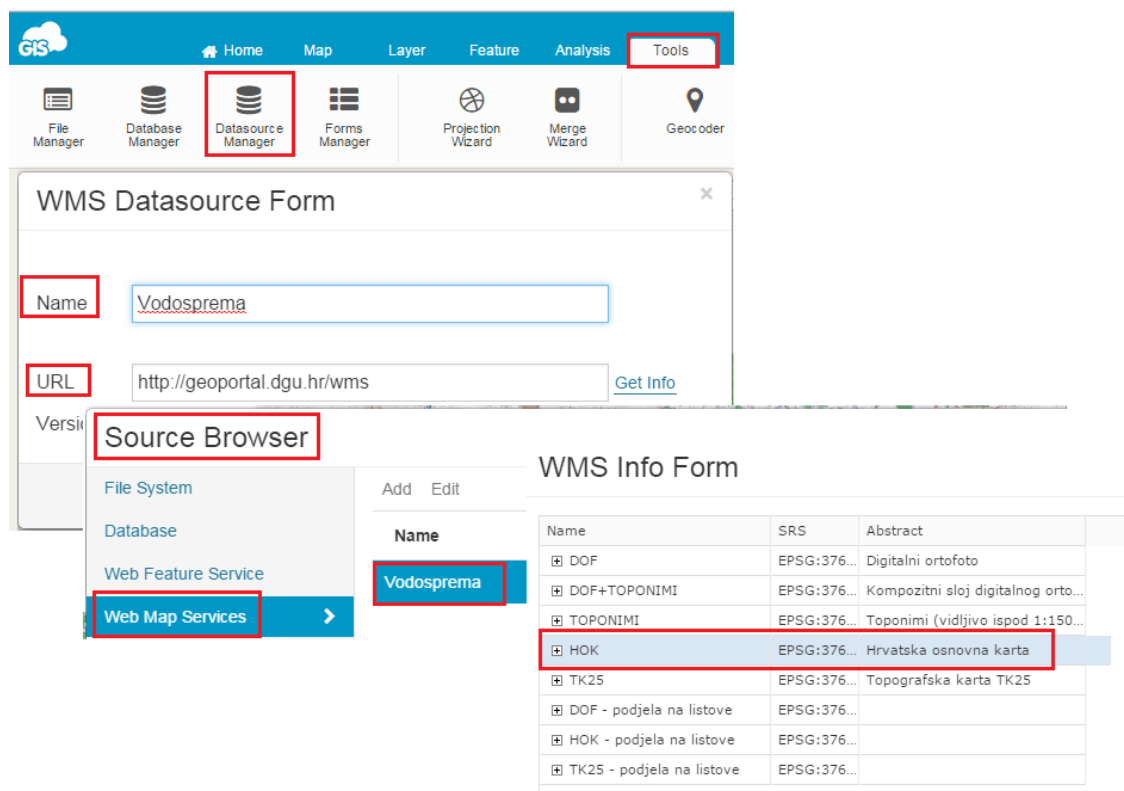 GIS
Home Map Layer Feature Analysis Tools
File Manager
Database Manager
Datasource Manager
Forms Manager
Projection Wizard
Merge Wizard
Geocoder
WMS Datasource Form ×
Name Vodosprema
URL http://geoportal.dgu.hr/wms Get Info
Source Browser
File System
Database
Web Feature Service
Web Map Services
Add Edit
Name
Vodosprema
WMS Info Form
Name SRS Abstract
DOF EPSG:376... Digitalni ortofoto
DOF+TOPONIMI EPSG:376... Kompozitni sloj digitalnog orto...
TOPONIMI EPSG:376... Toponimi (vidljivo ispod 1:150...
HOK EPSG:376... Hrvatska osnovna karta
TK25 EPSG:376... Topografska karta TK25
DOF - podjela na listove EPSG:376...
HOK - podjela na listove EPSG:376...
TK25 - podjela na listove EPSG:376...